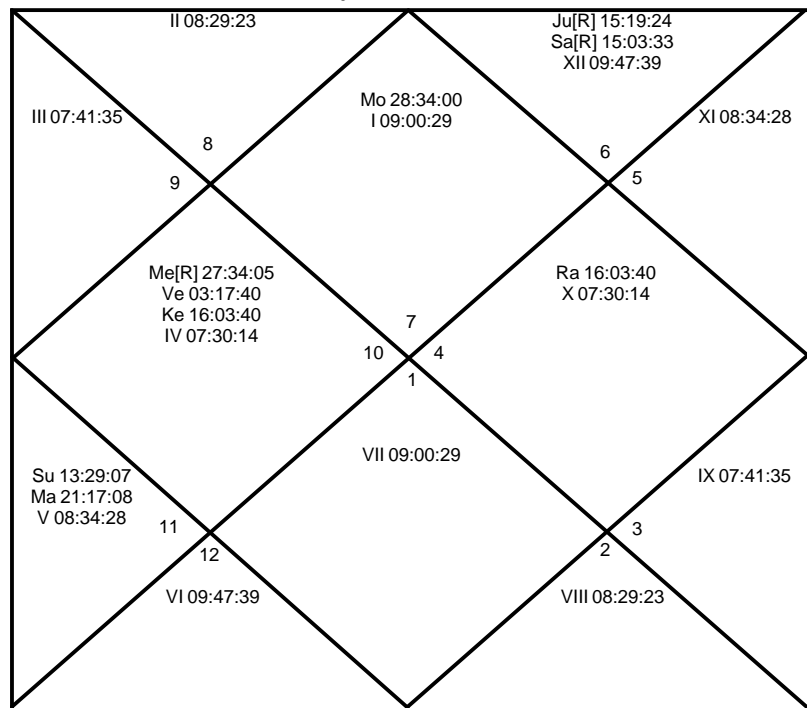 II 08:29:23
Ju[R] 15:19:24
Sa[R] 15:03:33
XII 09:47:39
Mo 28:34:00
I 09:00:29
III 07:41:35
XI 08:34:28
8
6
9
5
Me[R] 27:34:05
Ve 03:17:40
Ke 16:03:40
IV 07:30:14
Ra 16:03:40
X 07:30:14
7
10
4
1
VII 09:00:29
Su 13:29:07
Ma 21:17:08
V 08:34:28
IX 07:41:35
11
3
12
2
VI 09:47:39
VIII 08:29:23